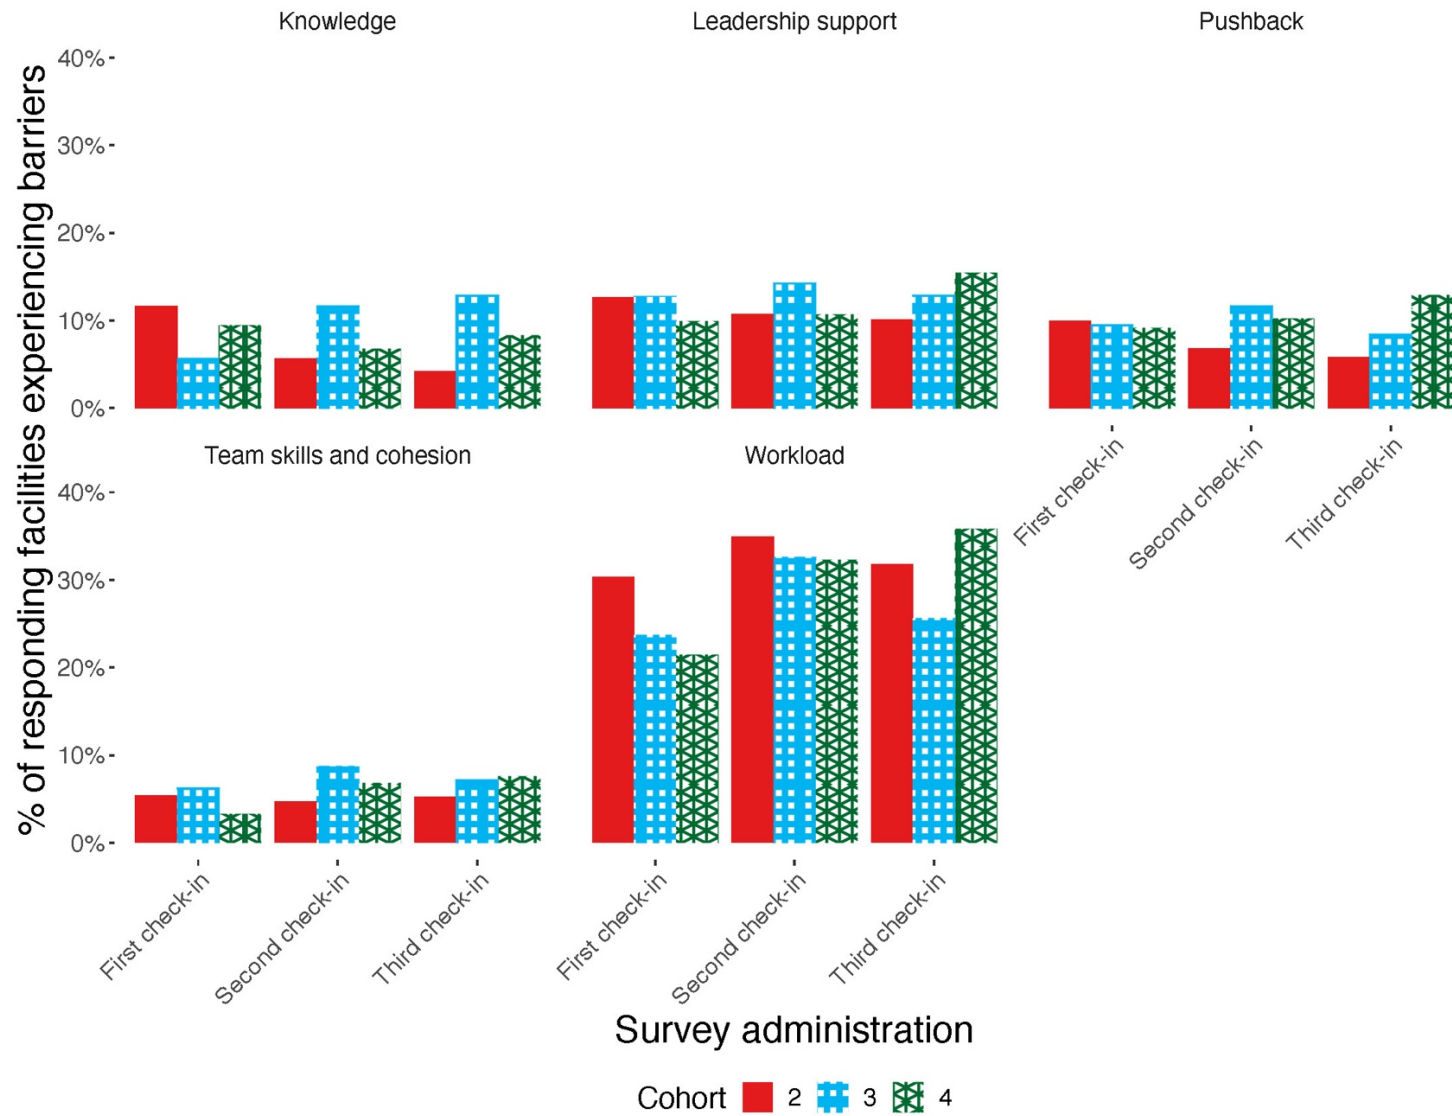 Knowledge
Leadership support
Pushback
% of responding facilities experiencing barriers
40%
30%
20%
10%
0%
First check-in
Second check-in
Third check-in
Team skills and cohesion
Workload
40%
30%
20%
10%
0%
First check-in
Second check-in
Third check-in
First check-in
Second check-in
Third check-in
Survey administration
Cohort 2 3 4